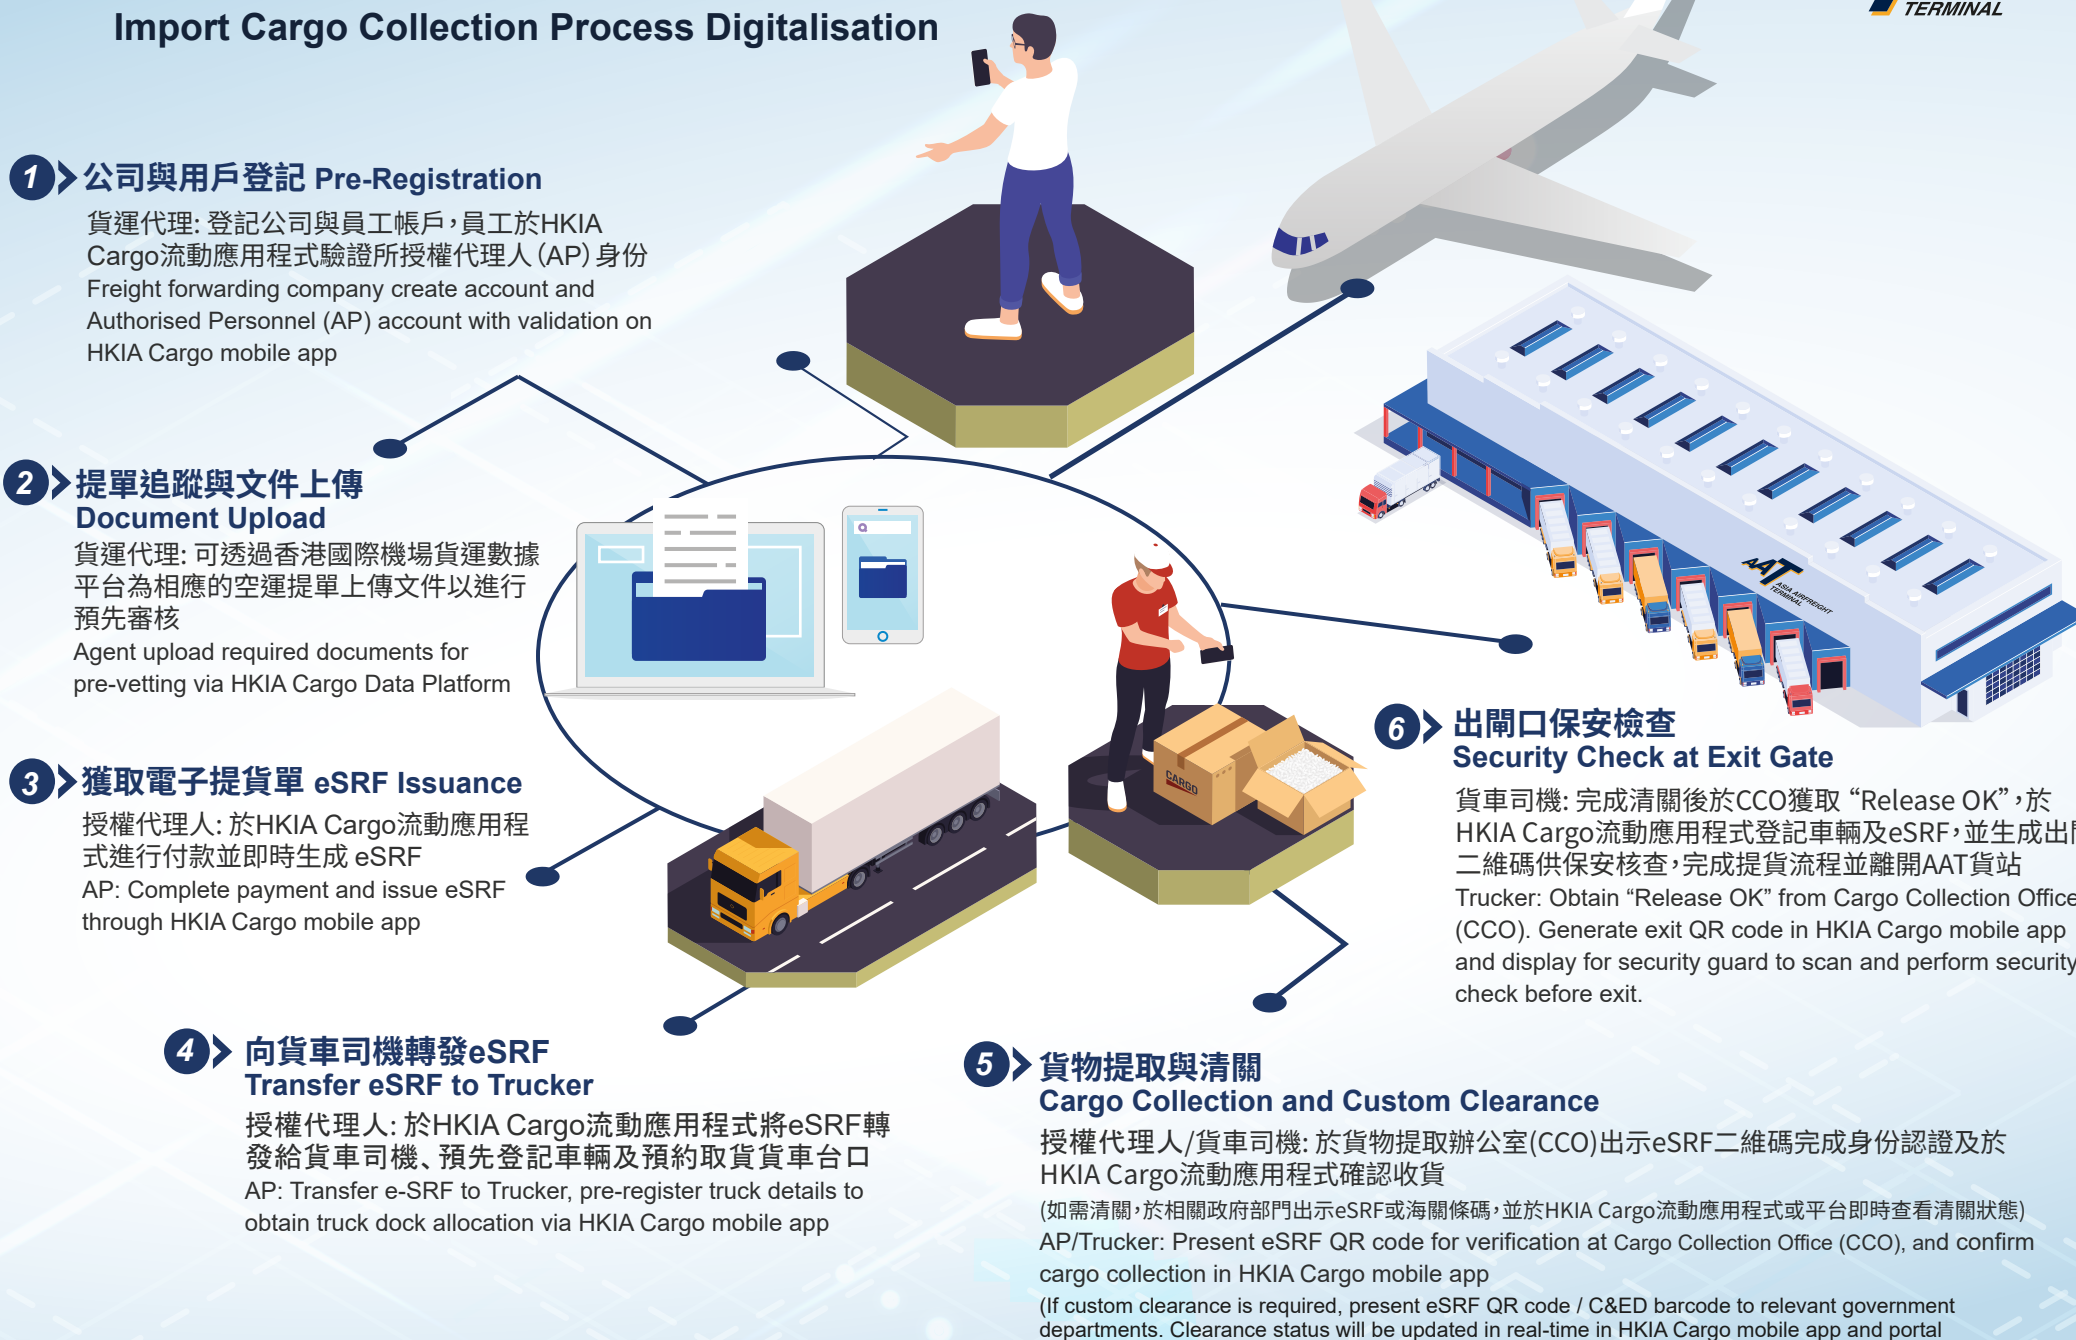 Import Cargo Collection Process Digitalisation
TERMINAL
1
公司與用戶登記 Pre-Registration
貨運代理: 登記公司與員工帳戶，員工於HKIA
Cargo流動應用程式驗證所授權代理人（AP）身份
Freight forwarding company create account and
Authorised Personnel (AP) account with validation on
HKIA Cargo mobile app
2
提單追蹤與文件上傳
Document Upload
貨運代理: 可透過香港國際機場貨運數據
平台為相應的空運提單上傳文件以進行
預先審核
Agent upload required documents for
pre-vetting via HKIA Cargo Data Platform
3
獲取電子提貨單 eSRF Issuance
授權代理人: 於HKIA Cargo流動應用程
式進行付款並即時生成 eSRF
AP: Complete payment and issue eSRF
through HKIA Cargo mobile app
4
向貨車司機轉發eSRF
Transfer eSRF to Trucker
授權代理人: 於HKIA Cargo流動應用程式將eSRF轉
發給貨車司機、預先登記車輛及預約取貨貨車台口
AP: Transfer e-SRF to Trucker, pre-register truck details to
obtain truck dock allocation via HKIA Cargo mobile app
CARGO
AAT
ASIA AIRFREIGHT
TERMINAL
5
貨物提取與清關
Cargo Collection and Custom Clearance
授權代理人/貨車司機: 於貨物提取辦公室(CCO)出示eSRF二維碼完成身份認證及於
HKIA Cargo流動應用程式確認收貨
(如需清關，於相關政府部門出示eSRF或海關條碼，並於HKIA Cargo流動應用程式或平台即時查看清關狀態)
AP/Trucker: Present eSRF QR code for verification at Cargo Collection Office (CCO), and confirm
cargo collection in HKIA Cargo mobile app
(If custom clearance is required, present eSRF QR code / C&ED barcode to relevant government
departments. Clearance status will be updated in real-time in HKIA Cargo mobile app and portal
6
出閘口保安檢查
Security Check at Exit Gate
貨車司機: 完成清關後於CCO獲取 “Release OK”，於
HKIA Cargo流動應用程式登記車輛及eSRF，並生成出
二維碼供保安核查，完成提貨流程並離開AAT貨站
Trucker: Obtain “Release OK” from Cargo Collection Office
(CCO). Generate exit QR code in HKIA Cargo mobile app
and display for security guard to scan and perform security
check before exit.